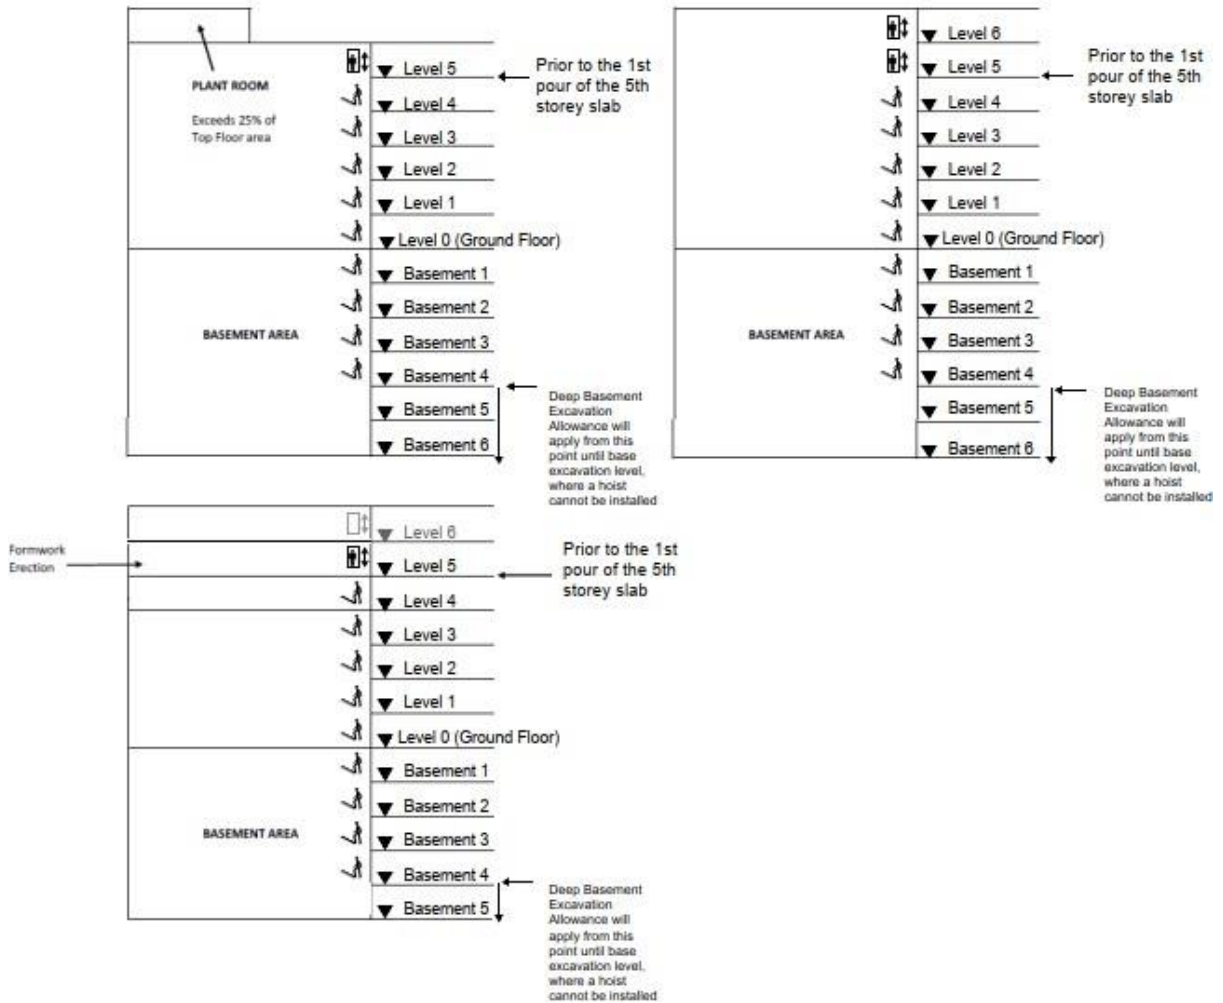 PLANT ROOM
Exceeds 25% of
Top Floor area
Level 5
Level 4
Level 3
Level 2
Level 1
Level 0 (Ground Floor)
Basement 1
Basement 2
Basement 3
Basement 4
Basement 5
Basement 6
BASEMENT AREA
Prior to the 1st
pour of the 5th
storey slab
Deep Basement
Excavation
Allowance will
apply from this
point until base
excavation level,
where a hoist
cannot be installed
Level 6
Level 5
Level 4
Level 3
Level 2
Level 1
Level 0 (Ground Floor)
Basement 1
Basement 2
Basement 3
Basement 4
Basement 5
Basement 6
BASEMENT AREA
Prior to the 1st
pour of the 5th
storey slab
Deep Basement
Excavation
Allowance will
apply from this
point until base
excavation level,
where a hoist
cannot be installed
Formwork
Erection
Level 6
Level 5
Level 4
Level 3
Level 2
Level 1
Level 0 (Ground Floor)
Basement 1
Basement 2
Basement 3
Basement 4
Basement 5
BASEMENT AREA
Prior to the 1st
pour of the 5th
storey slab
Deep Basement
Excavation
Allowance will
apply from this
point until base
excavation level,
where a hoist
cannot be installed